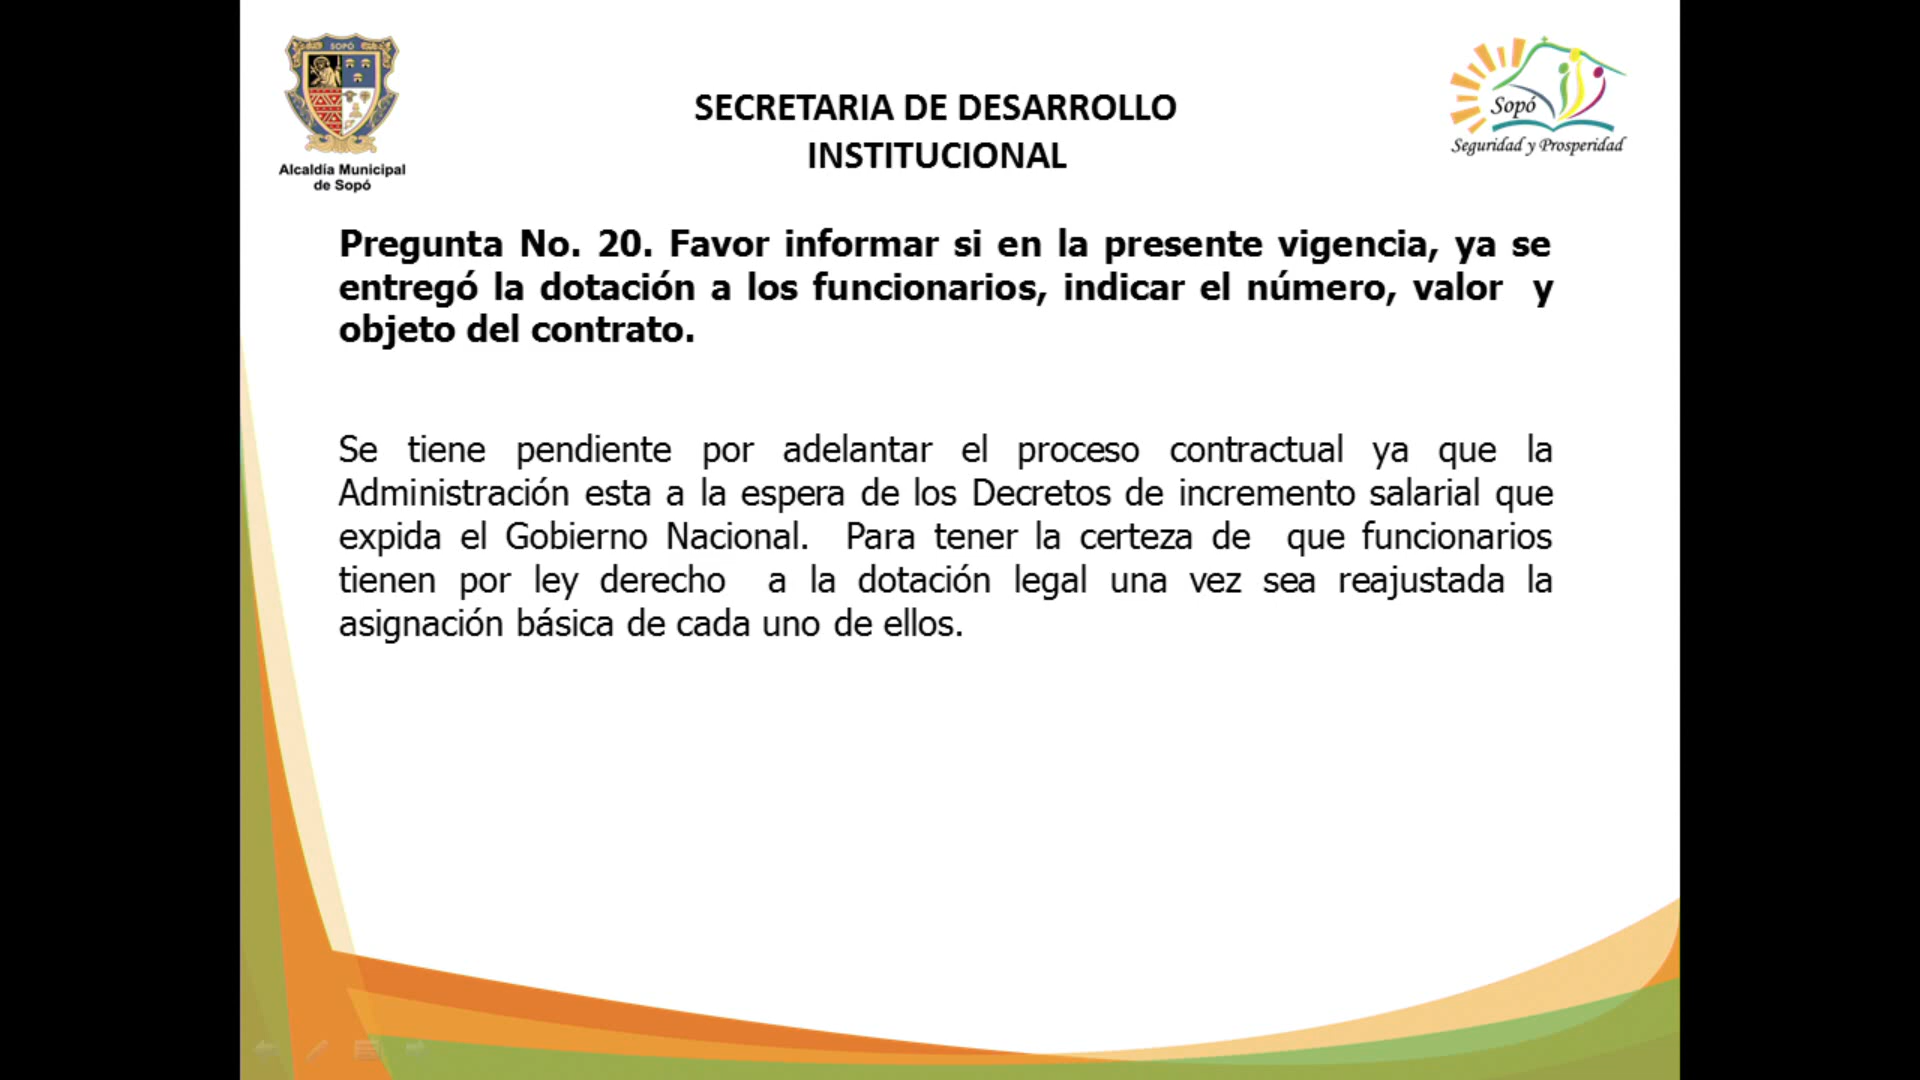 SOPÓ
Alcaldía Municipal
de Sopó
SECRETARIA DE DESARROLLO
INSTITUCIONAL
Sopó
Seguridad y Prosperidad
Pregunta No. 20. Favor informar si en la presente vigencia, ya se
entregó la dotación a los funcionarios, indicar el número, valor y
objeto del contrato.
Se tiene pendiente por adelantar el proceso contractual ya que la
Administración esta a la espera de los Decretos de incremento salarial que
expida el Gobierno Nacional. Para tener la certeza de que funcionarios
tienen por ley derecho a la dotación legal una vez sea reajustada la
asignación básica de cada uno de ellos.